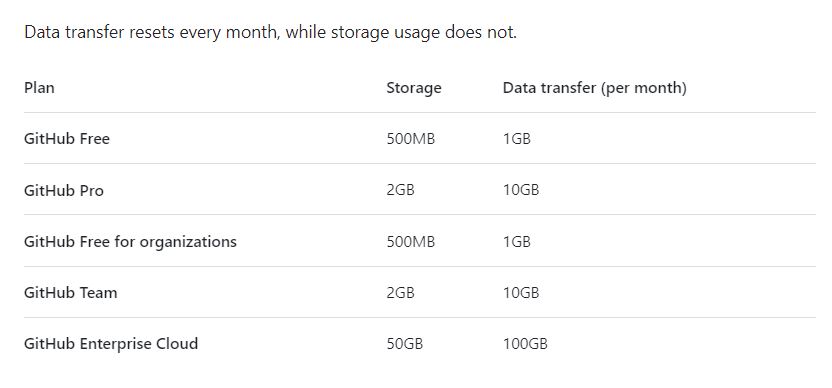 Data transfer resets every month, while storage usage does not.
Plan Storage Data transfer (per month)
GitHub Free 500MB 1GB
GitHub Pro 2GB 10GB
GitHub Free for organizations 500MB 1GB
GitHub Team 2GB 10GB
GitHub Enterprise Cloud 50GB 100GB